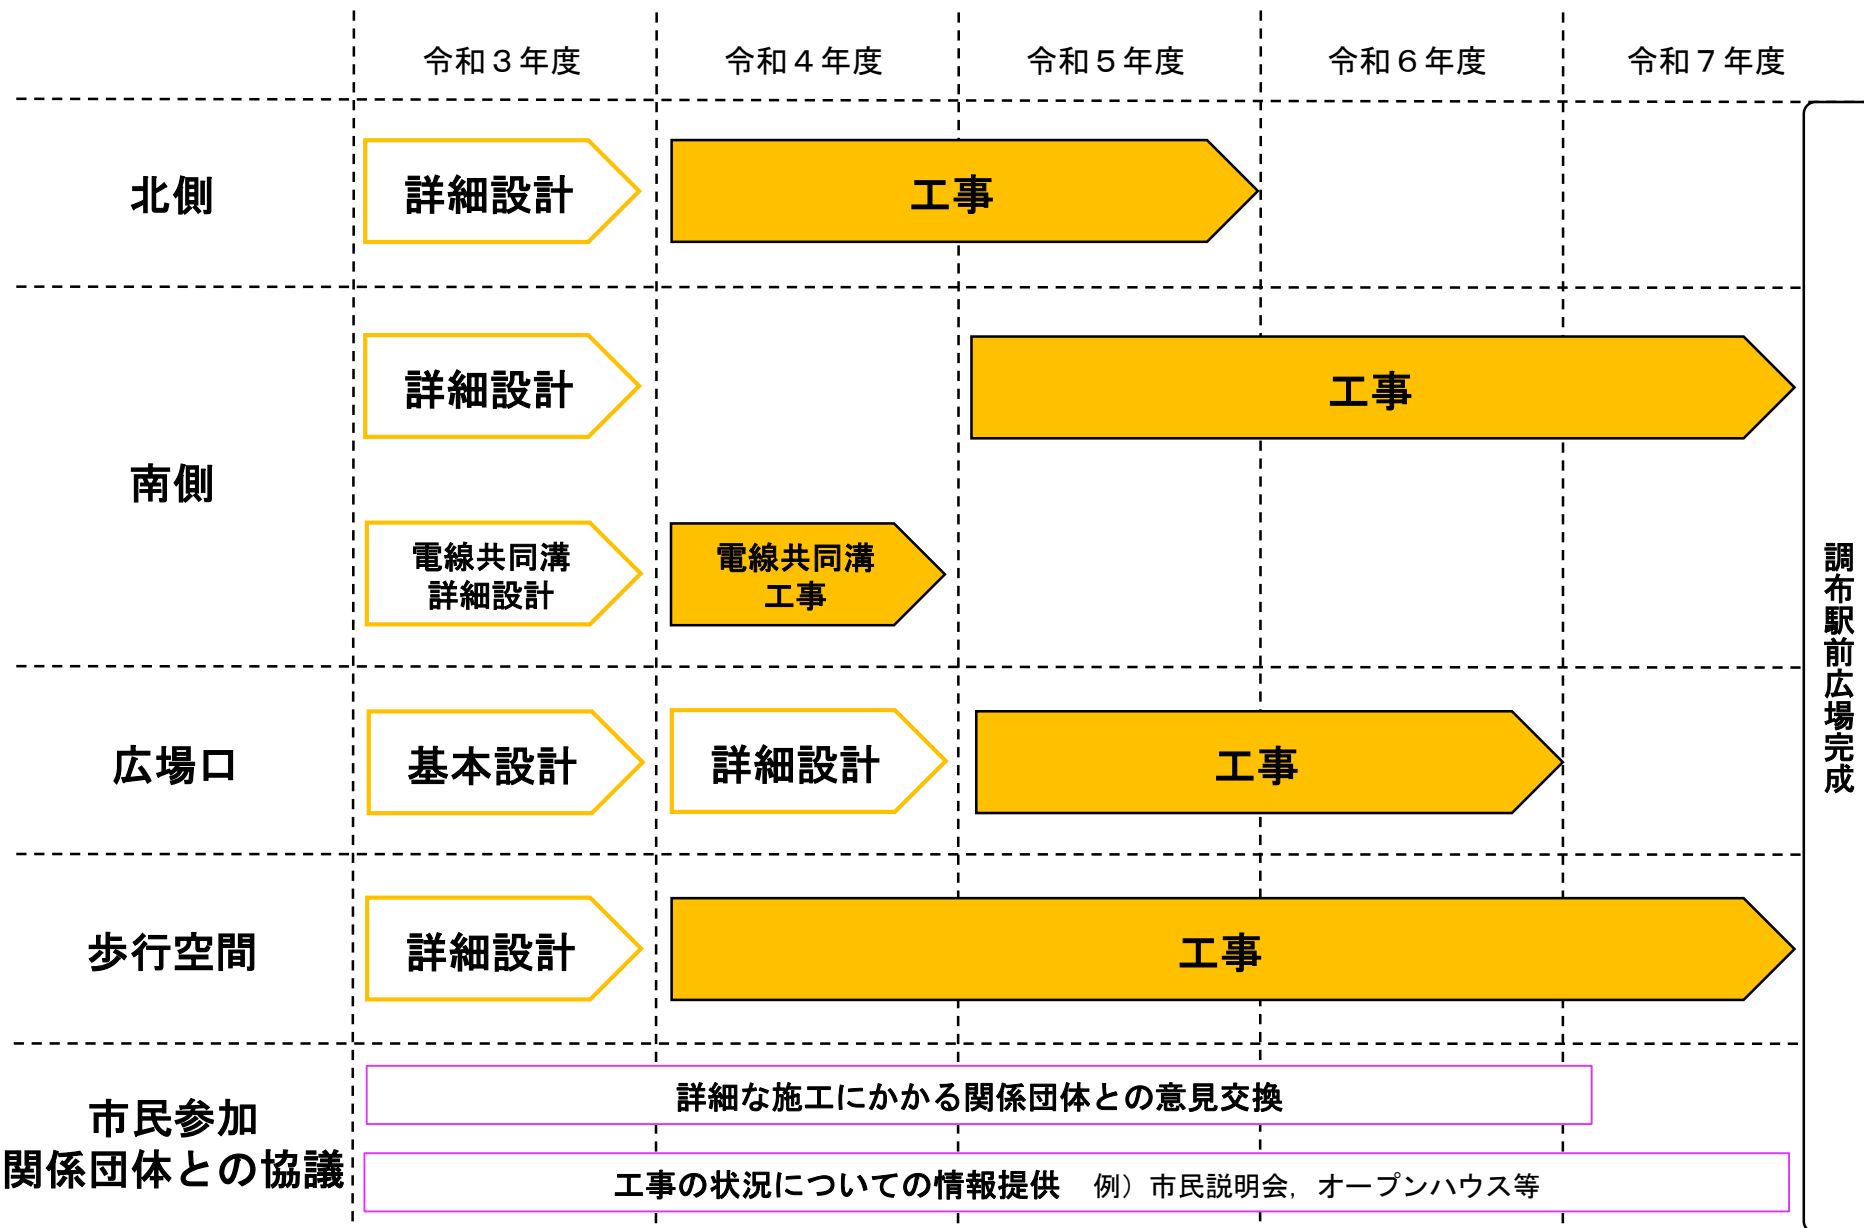 令和３年度
令和４年度
令和５年度
令和６年度
令和７年度
北側
詳細設計
工事
南側
詳細設計
工事
電線共同溝
詳細設計
電線共同溝
工事
広場口
基本設計
詳細設計
工事
歩行空間
詳細設計
工事
市民参加
関係団体との協議
詳細な施工にかかる関係団体との意見交換
工事の状況についての情報提供　例）市民説明会，オープンハウス等
調布駅前広場完成